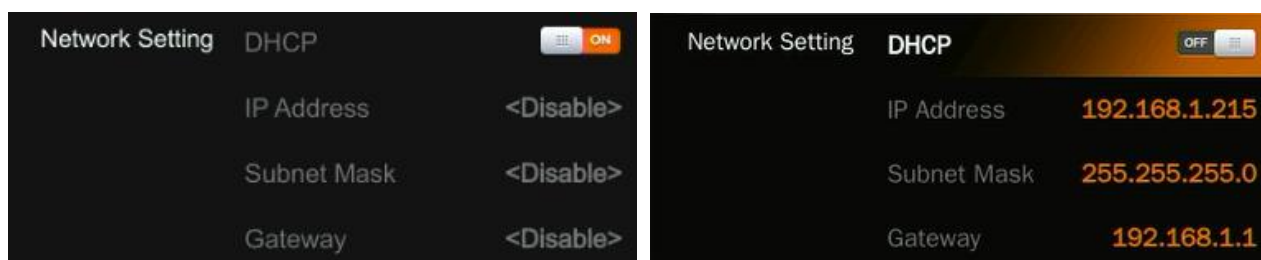 Network Setting DHCP ON
IP Address <Disable>
Subnet Mask <Disable>
Gateway <Disable>
Network Setting DHCP OFF
IP Address 192.168.1.215
Subnet Mask 255.255.255.0
Gateway 192.168.1.1